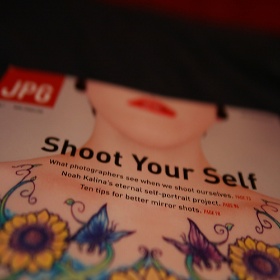 JPG
Shoot Your Self
What photographers see when we shoot ourselves.
Noah Kalina's eternal self-portrait project.
Ten tips for better mirror shots.